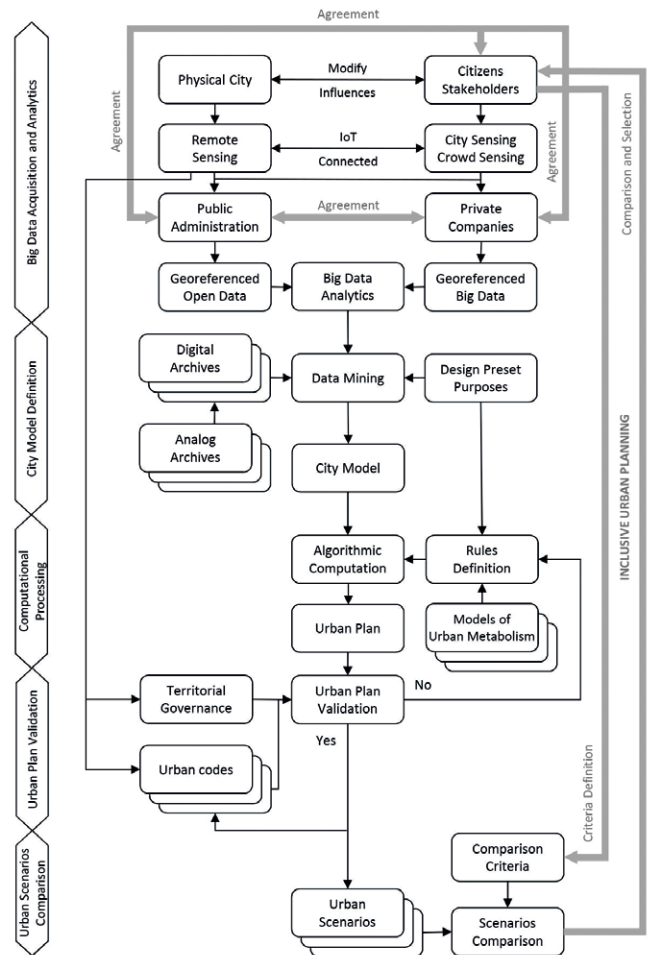 Agreement
Physical City
Modify
Influences
Citizens
Stakeholders
Agreement
Remote
Sensing
IoT
Connected
City Sensing
Crowd Sensing
Agreement
Comparison and Selection
Big Data Acquisition and Analytics
Public
Administration
Agreement
Private
Companies
Georeferenced
Open Data
Big Data
Analytics
Georeferenced
Big Data
City Model Definition
Digital
Archives
Data Mining
Design Preset
Purposes
Analog
Archives
City Model
INCLUSIVE URBAN PLANNING
Computational
Processing
Algorithmic
Computation
Rules
Definition
Urban Plan
Models of
Urban Metabolism
Urban Plan Validation
Territorial
Governance
Urban Plan
Validation
No
Yes
Urban codes
Criteria Definition
Urban Scenarios
Comparison
Comparison
Criteria
Urban
Scenarios
Scenarios
Comparison